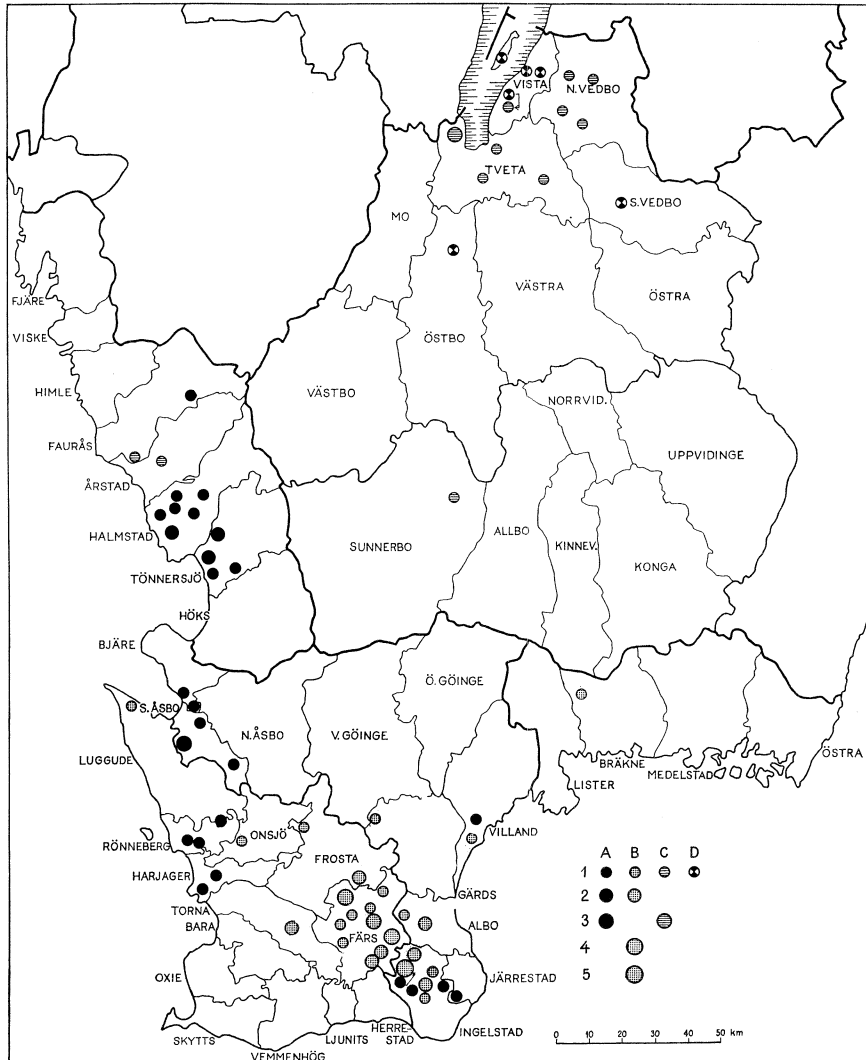 VISTA
N.VEDBO
TVETA
S.VEDBO
MO
VÄSTRA
ÖSTRA
FJÄRE
ÖSTBO
VISKE
HIMLE
VÄSTBO
NORRVID.
FAURÅS
UPPVIDINGE
ÅRSTAD
HALMSTAD
SUNNERBO
ALLBO
KINNEV.
KONGA
TÖNNERSJÖ
HÖKS
BJÄRE
Ö. GÖINGE
S.ÅSBO
N.ÅSBO
V. GÖINGE
LUGGUDE
ÖSTRA
BRÄKNE
MEDELSTAD
LISTER
RÖNNEBERG
ONSJÖ
VILLAND
FROSTA
HARJAGER
GÄRDS
TORNA
BARA
FÄRS
ALBO
OXIE
JÄRRESTAD
SKYTTS
VEMMENHÖG
LJUNITS
HERRE-
STAD
INGELSTAD
A B C D
1
2
3
4
5
0 10 20 30 40 50 km